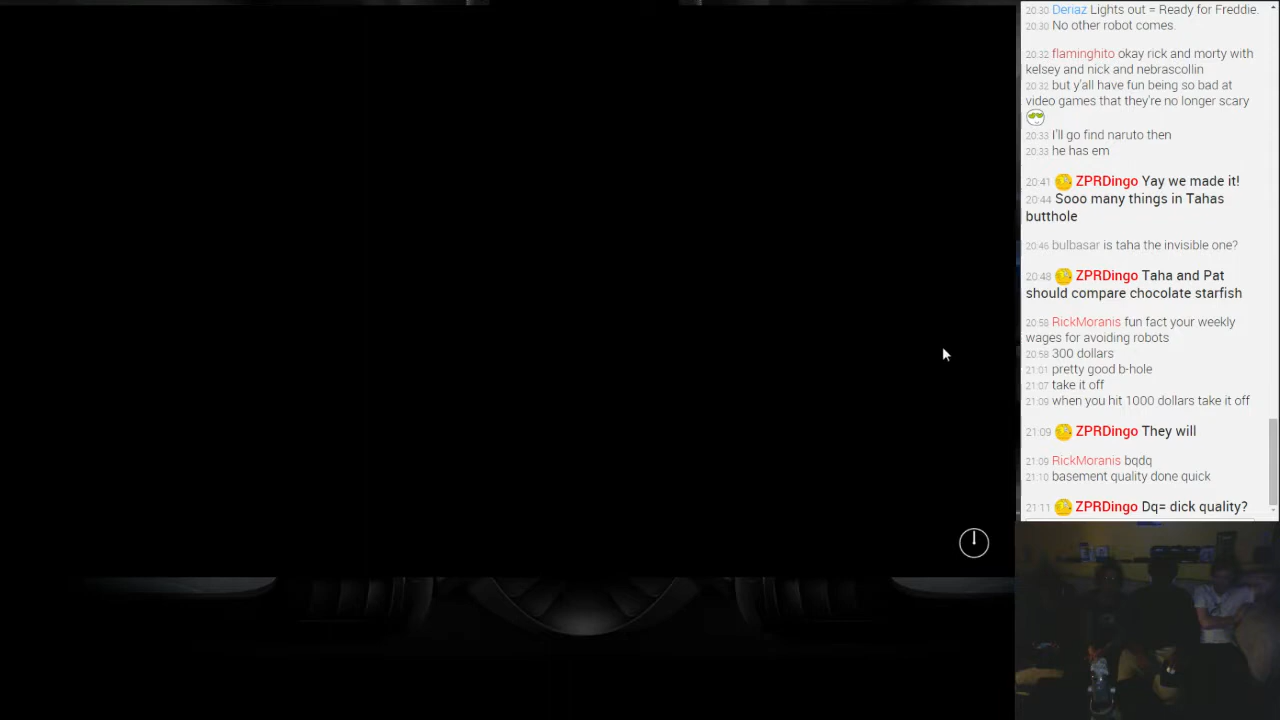 20:30 Deriaz Lights out = Ready for Freddie.
20:30 No other robot comes.
20:32 flaminghito okay rick and morty with
kelsey and nick and nebrascollin
20:32 but y'all have fun being so bad at
video games that they're no longer scary
20:33 I'll go find naruto then
20:33 he has em
20:41 ZPRDingo Yay we made it!
20:44 Sooo many things in Tahas
butthole
20:46 bulbasar is taha the invisible one?
20:48 ZPRDingo Taha and Pat
should compare chocolate starfish
20:58 RickMoranis fun fact your weekly
wages for avoiding robots
20:58 300 dollars
21:01 pretty good b-hole
21:07 take it off
21:09 when you hit 1000 dollars take it off
21:09 ZPRDingo They will
21:09 RickMoranis bqdq
21:10 basement quality done quick
21:11 ZPRDingo Dq= dick quality?